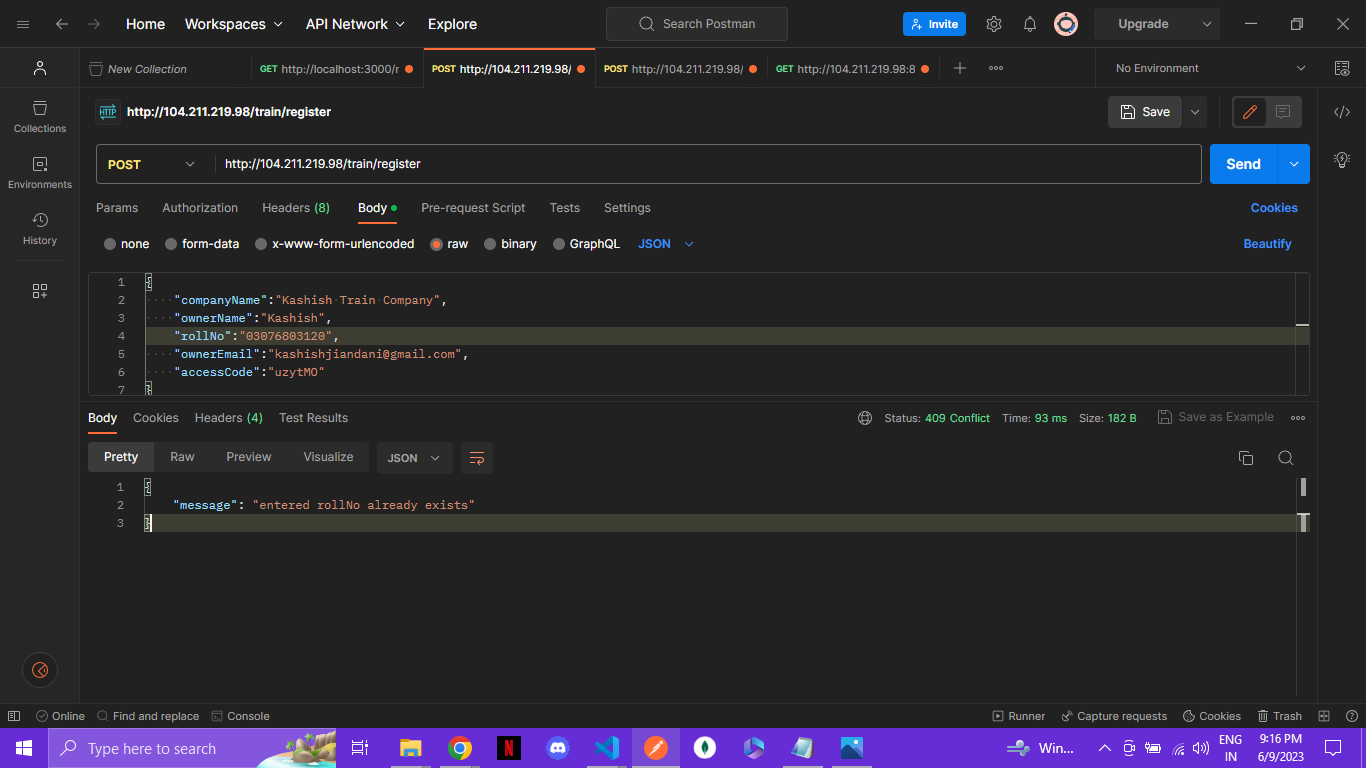 Home Workspaces API Network Explore Search Postman Invite Upgrade
New Collection GET http://localhost:3000/r POST http://104.211.219.98/ POST http://104.211.219.98/ GET http://104.211.219.98:8 No Environment
HTTP http://104.211.219.98/train/register Save
Collections
Environments
History
POST http://104.211.219.98/train/register Send
Params Authorization Headers (8) Body Pre-request Script Tests Settings Cookies
none form-data x-www-form-urlencoded raw binary GraphQL JSON Beautify
1 {
2 "companyName":"Kashish Train Company",
3 "ownerName":"Kashish",
4 "rollNo":"03076803120",
5 "ownerEmail":"kashishjiandani@gmail.com",
6 "accessCode":"uzytMO"
7 }
Body Cookies Headers (4) Test Results Status: 409 Conflict Time: 93 ms Size: 182 B Save as Example
Pretty Raw Preview Visualize JSON
1 {
2 "message": "entered rollNo already exists"
3 }
Online Find and replace Console Runner Capture requests Cookies Trash
Type here to search N Win... ENG IN 9:16 PM 6/9/2023